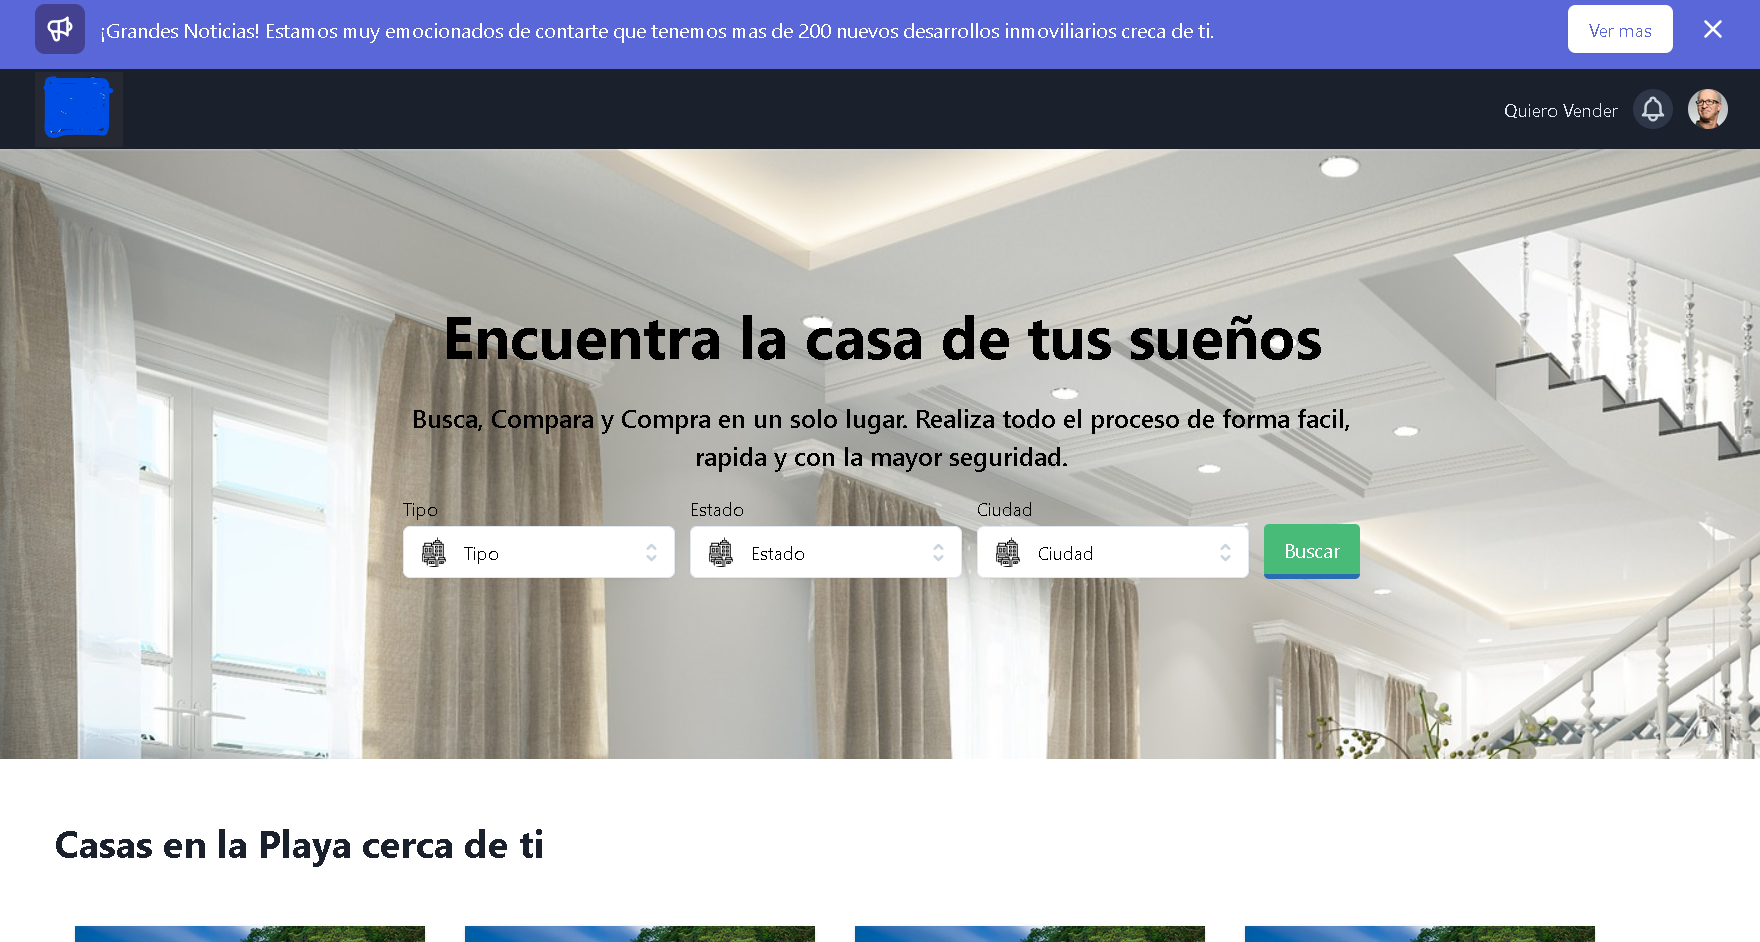 ¡Grandes Noticias! Estamos muy emocionados de contarte que tenemos mas de 200 nuevos desarrollos inmoviliarios creca de ti.
Ver mas
Quiero Vender
Encuentra la casa de tus sueños
Busca, Compara y Compra en un solo lugar. Realiza todo el proceso de forma facil,
rapida y con la mayor seguridad.
Tipo
Estado
Ciudad
Tipo
Estado
Ciudad
Buscar
Casas en la Playa cerca de ti